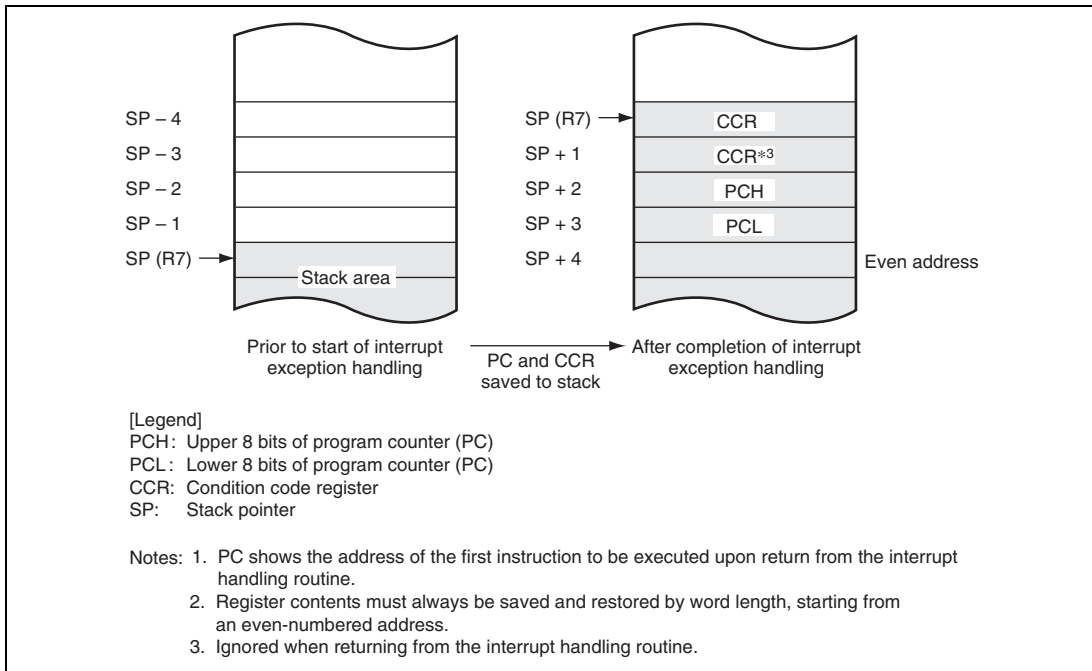 SP – 4
SP – 3
SP – 2
SP – 1
SP (R7)
Stack area
SP (R7)
SP + 1
SP + 2
SP + 3
SP + 4
CCR
CCR*3
PCH
PCL
Even address
Prior to start of interrupt
exception handling
PC and CCR
saved to stack
After completion of interrupt
exception handling
[Legend]
PCH: Upper 8 bits of program counter (PC)
PCL: Lower 8 bits of program counter (PC)
CCR: Condition code register
SP: Stack pointer
Notes: 1. PC shows the address of the first instruction to be executed upon return from the interrupt
handling routine.
2. Register contents must always be saved and restored by word length, starting from
an even-numbered address.
3. Ignored when returning from the interrupt handling routine.